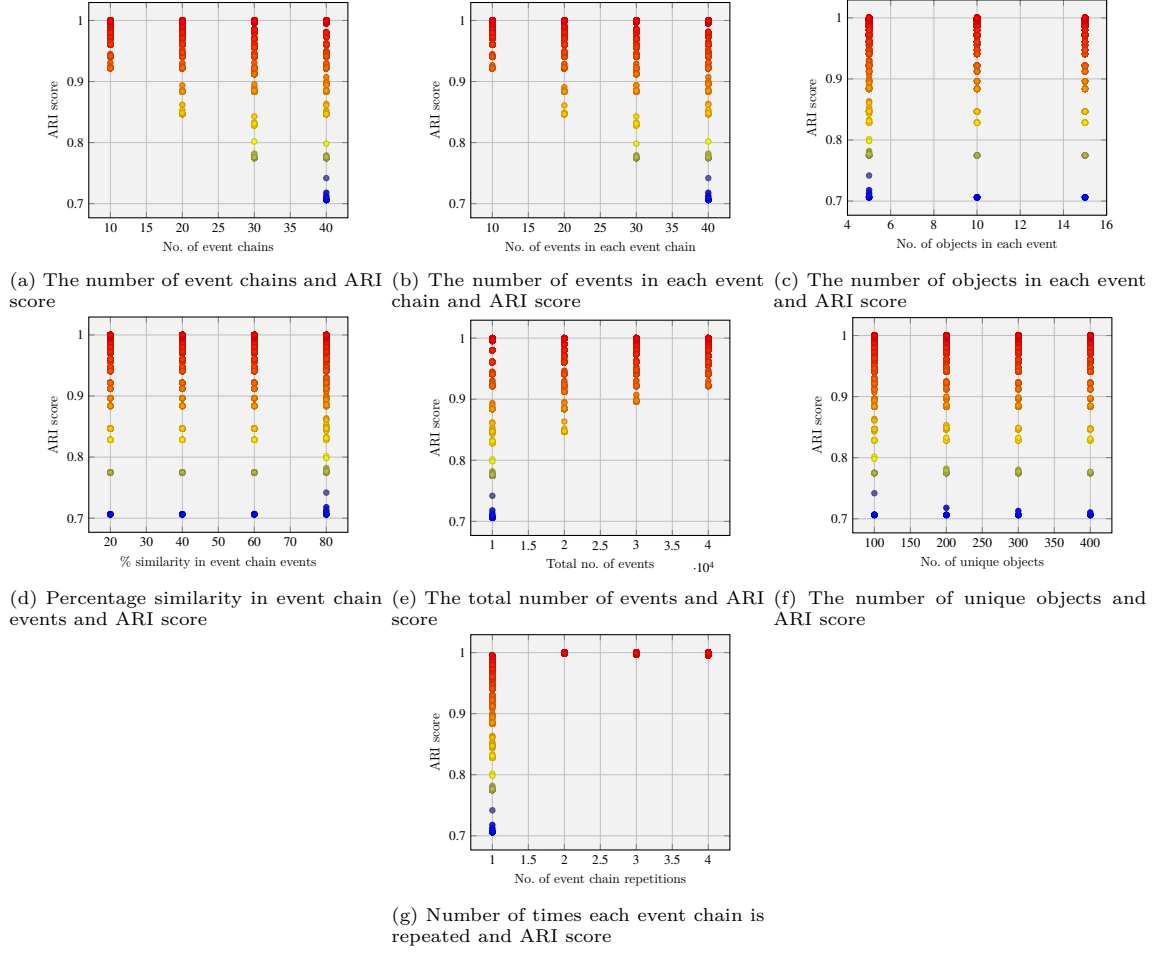 1
0.9
0.8
0.7
ARI score
10 15 20 25 30 35 40
No. of event chains
(a) The number of event chains and ARI
score
1
0.9
0.8
0.7
ARI score
10 15 20 25 30 35 40
No. of events in each event chain
(b) The number of events in each event
chain and ARI score
1
0.9
0.8
0.7
ARI score
4 6 8 10 12 14 16
No. of objects in each event
(c) The number of objects in each event
and ARI score
1
0.9
0.8
0.7
ARI score
20 30 40 50 60 70 80
% similarity in event chain events
(d) Percentage similarity in event chain
events and ARI score
1
0.9
0.8
0.7
ARI score
1 1.5 2 2.5 3 3.5 4
Total no. of events ·10⁴
(e) The total number of events and ARI
score
1
0.9
0.8
0.7
ARI score
100 150 200 250 300 350 400
No. of unique objects
(f) The number of unique objects and
ARI score
1
0.9
0.8
0.7
ARI score
1 1.5 2 2.5 3 3.5 4
No. of event chain repetitions
(g) Number of times each event chain is
repeated and ARI score